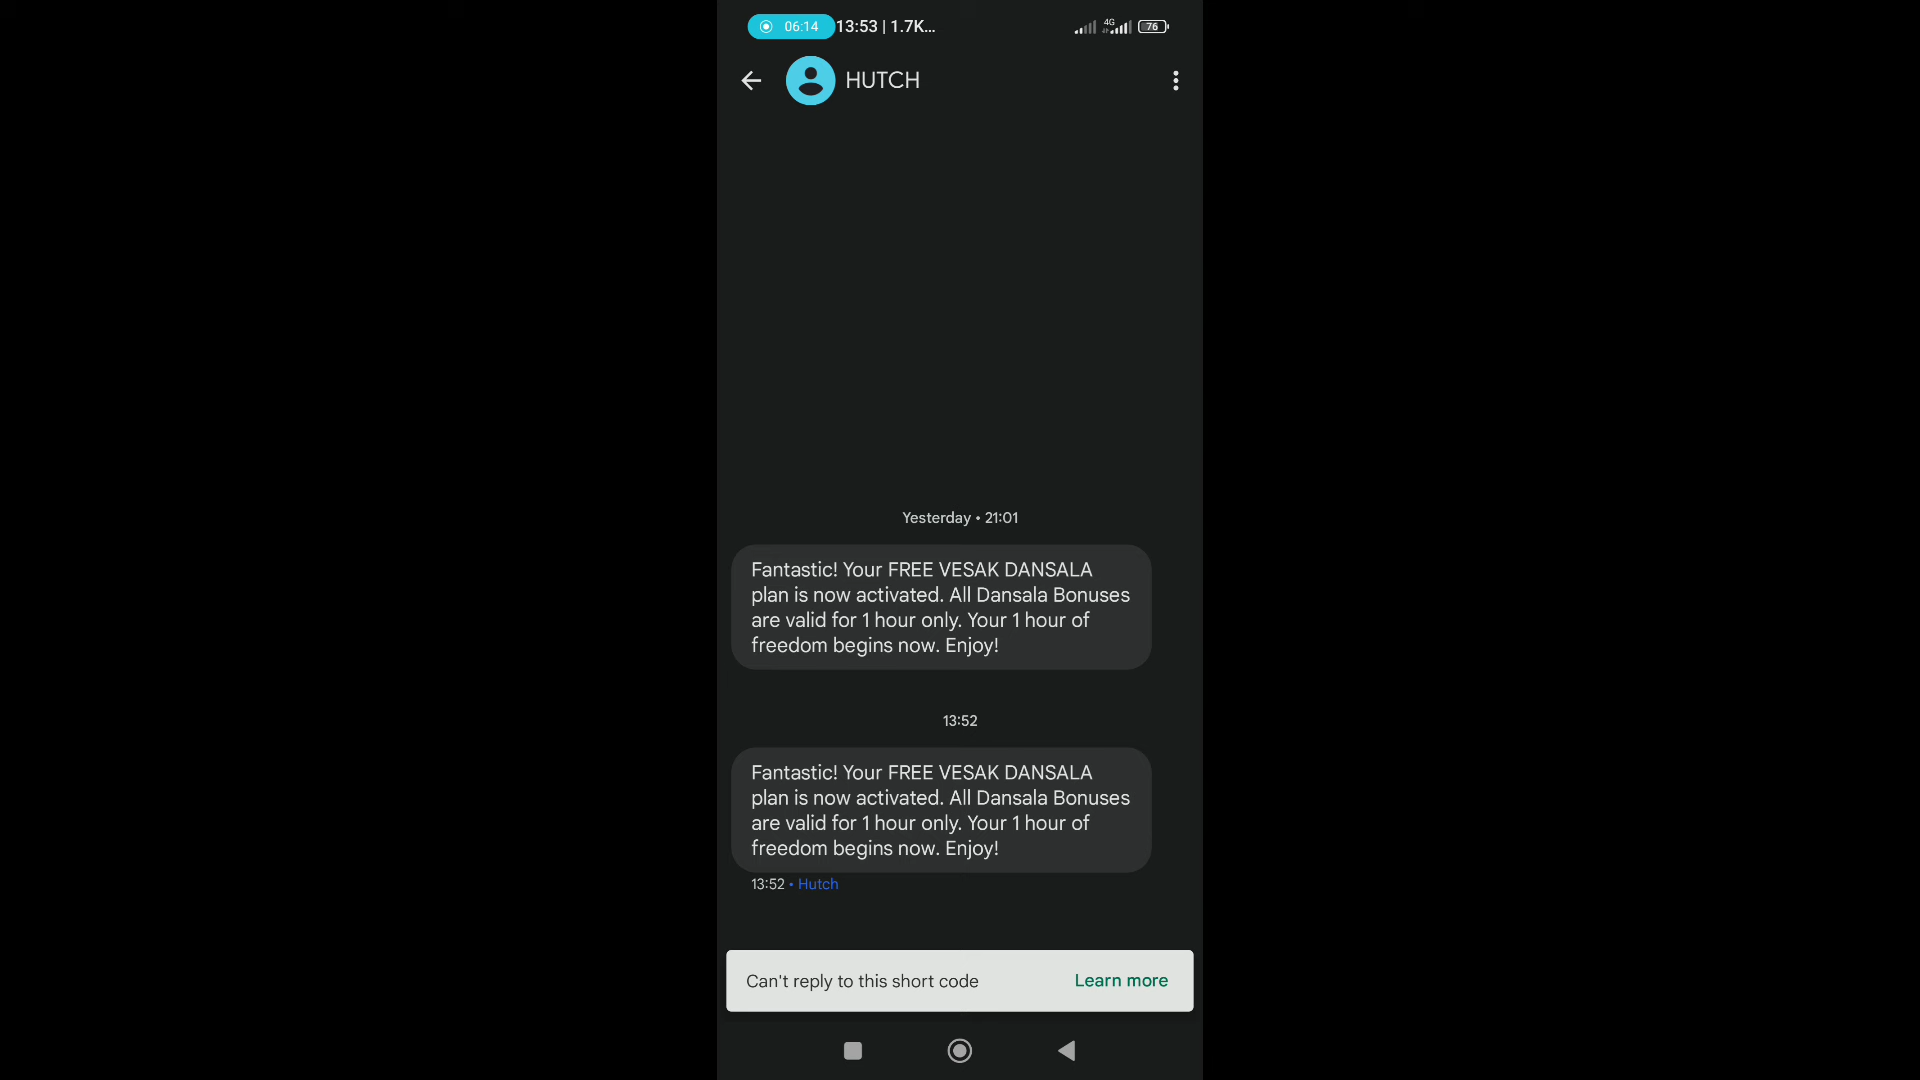 06:14 13:53 | 1.7K... 4G 76
HUTCH
Yesterday • 21:01
Fantastic! Your FREE VESAK DANSALA
plan is now activated. All Dansala Bonuses
are valid for 1 hour only. Your 1 hour of
freedom begins now. Enjoy!
13:52
Fantastic! Your FREE VESAK DANSALA
plan is now activated. All Dansala Bonuses
are valid for 1 hour only. Your 1 hour of
freedom begins now. Enjoy!
13:52 • Hutch
Can't reply to this short code Learn more